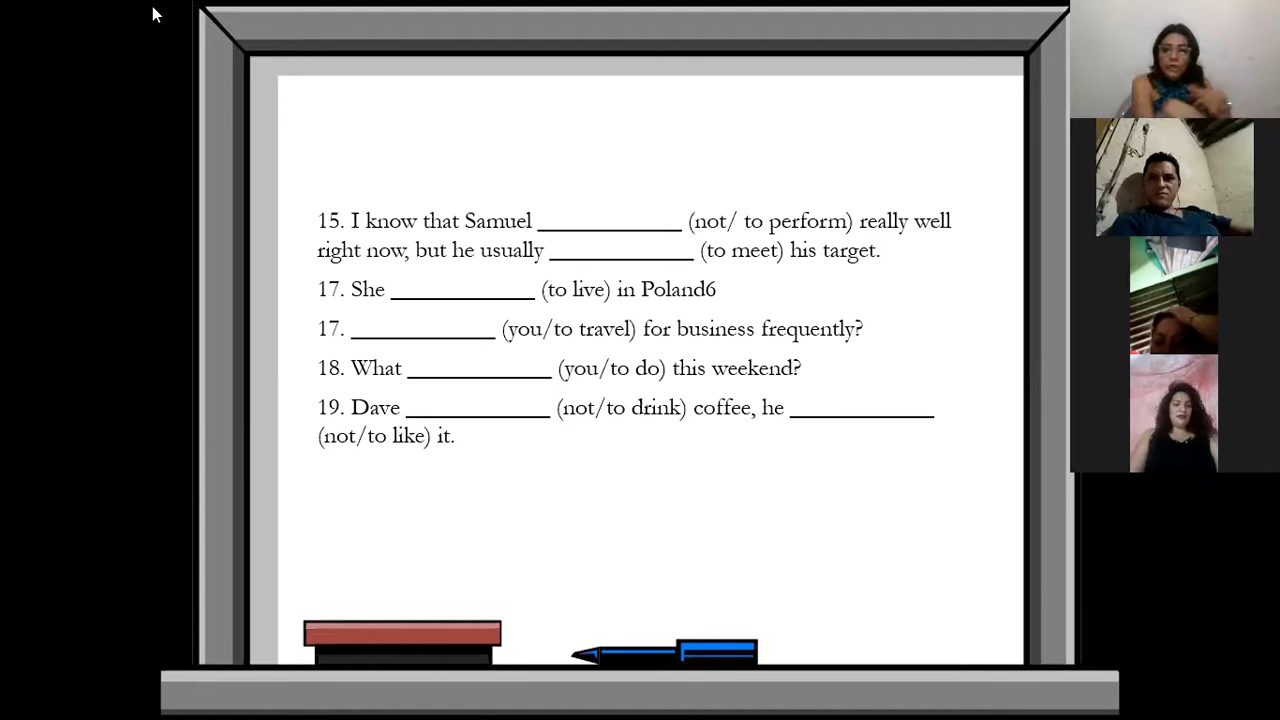 15. I know that Samuel _____________ (not/ to perform) really well
right now, but he usually _____________ (to meet) his target.
17. She _____________ (to live) in Poland6
17. _____________ (you/to travel) for business frequently?
18. What _____________ (you/to do) this weekend?
19. Dave _____________ (not/to drink) coffee, he _____________
(not/to like) it.